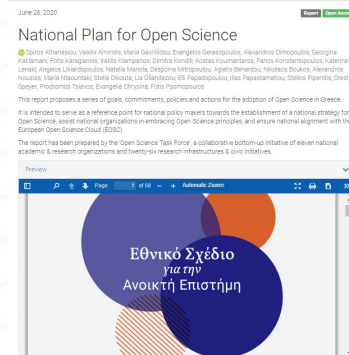 June 26, 2020
Report Open Access
National Plan for Open Science
Spiros Athanasiou; Vasilis Amiridis; Maria Gavriilidou; Evangelos Gerasopoulos; Alexandros Dimopoulos; Georgina
Kaklamani; Fotis Karagiannis; Iraklis Klampanos; Dimitra Kondili; Kostas Koumantaros; Panos Konstantopoulos; Katerina
Lenaki; Angelos Likiardopoulos; Natalia Manola; Despoina Mitropoulou; Agiatis Benardou; Nikolaos Boukos; Alexandros
Nousias; Maria Ntaountaki; Stella Oikouta; Lia Ollandezou; Elli Papadopoulou; Ilias Papastamatiou; Stelios Piperidis; Orest
Speyer; Prodromos Tsiavos; Evangelia Chrysina; Fotis Psomopoulos
This report proposes a series of goals, commitments, policies and actions for the adoption of Open Science in Greece.
It is intended to serve as a reference point for national policy makers towards the establishment of a national strategy for
Open Science, assist national organizations in embracing Open Science principles, and ensure national alignment with the
European Open Science Cloud (EOSC).
The report has been prepared by the 'Open Science Task Force', a collaborative bottom-up initiative of eleven national
academic & research organizations and twenty-six research infrastructures & civic initiatives.
Preview
Page: 1 of 58 − + Automatic Zoom
Εθνικό Σχέδιο
για την
Ανοικτή Επιστήμη